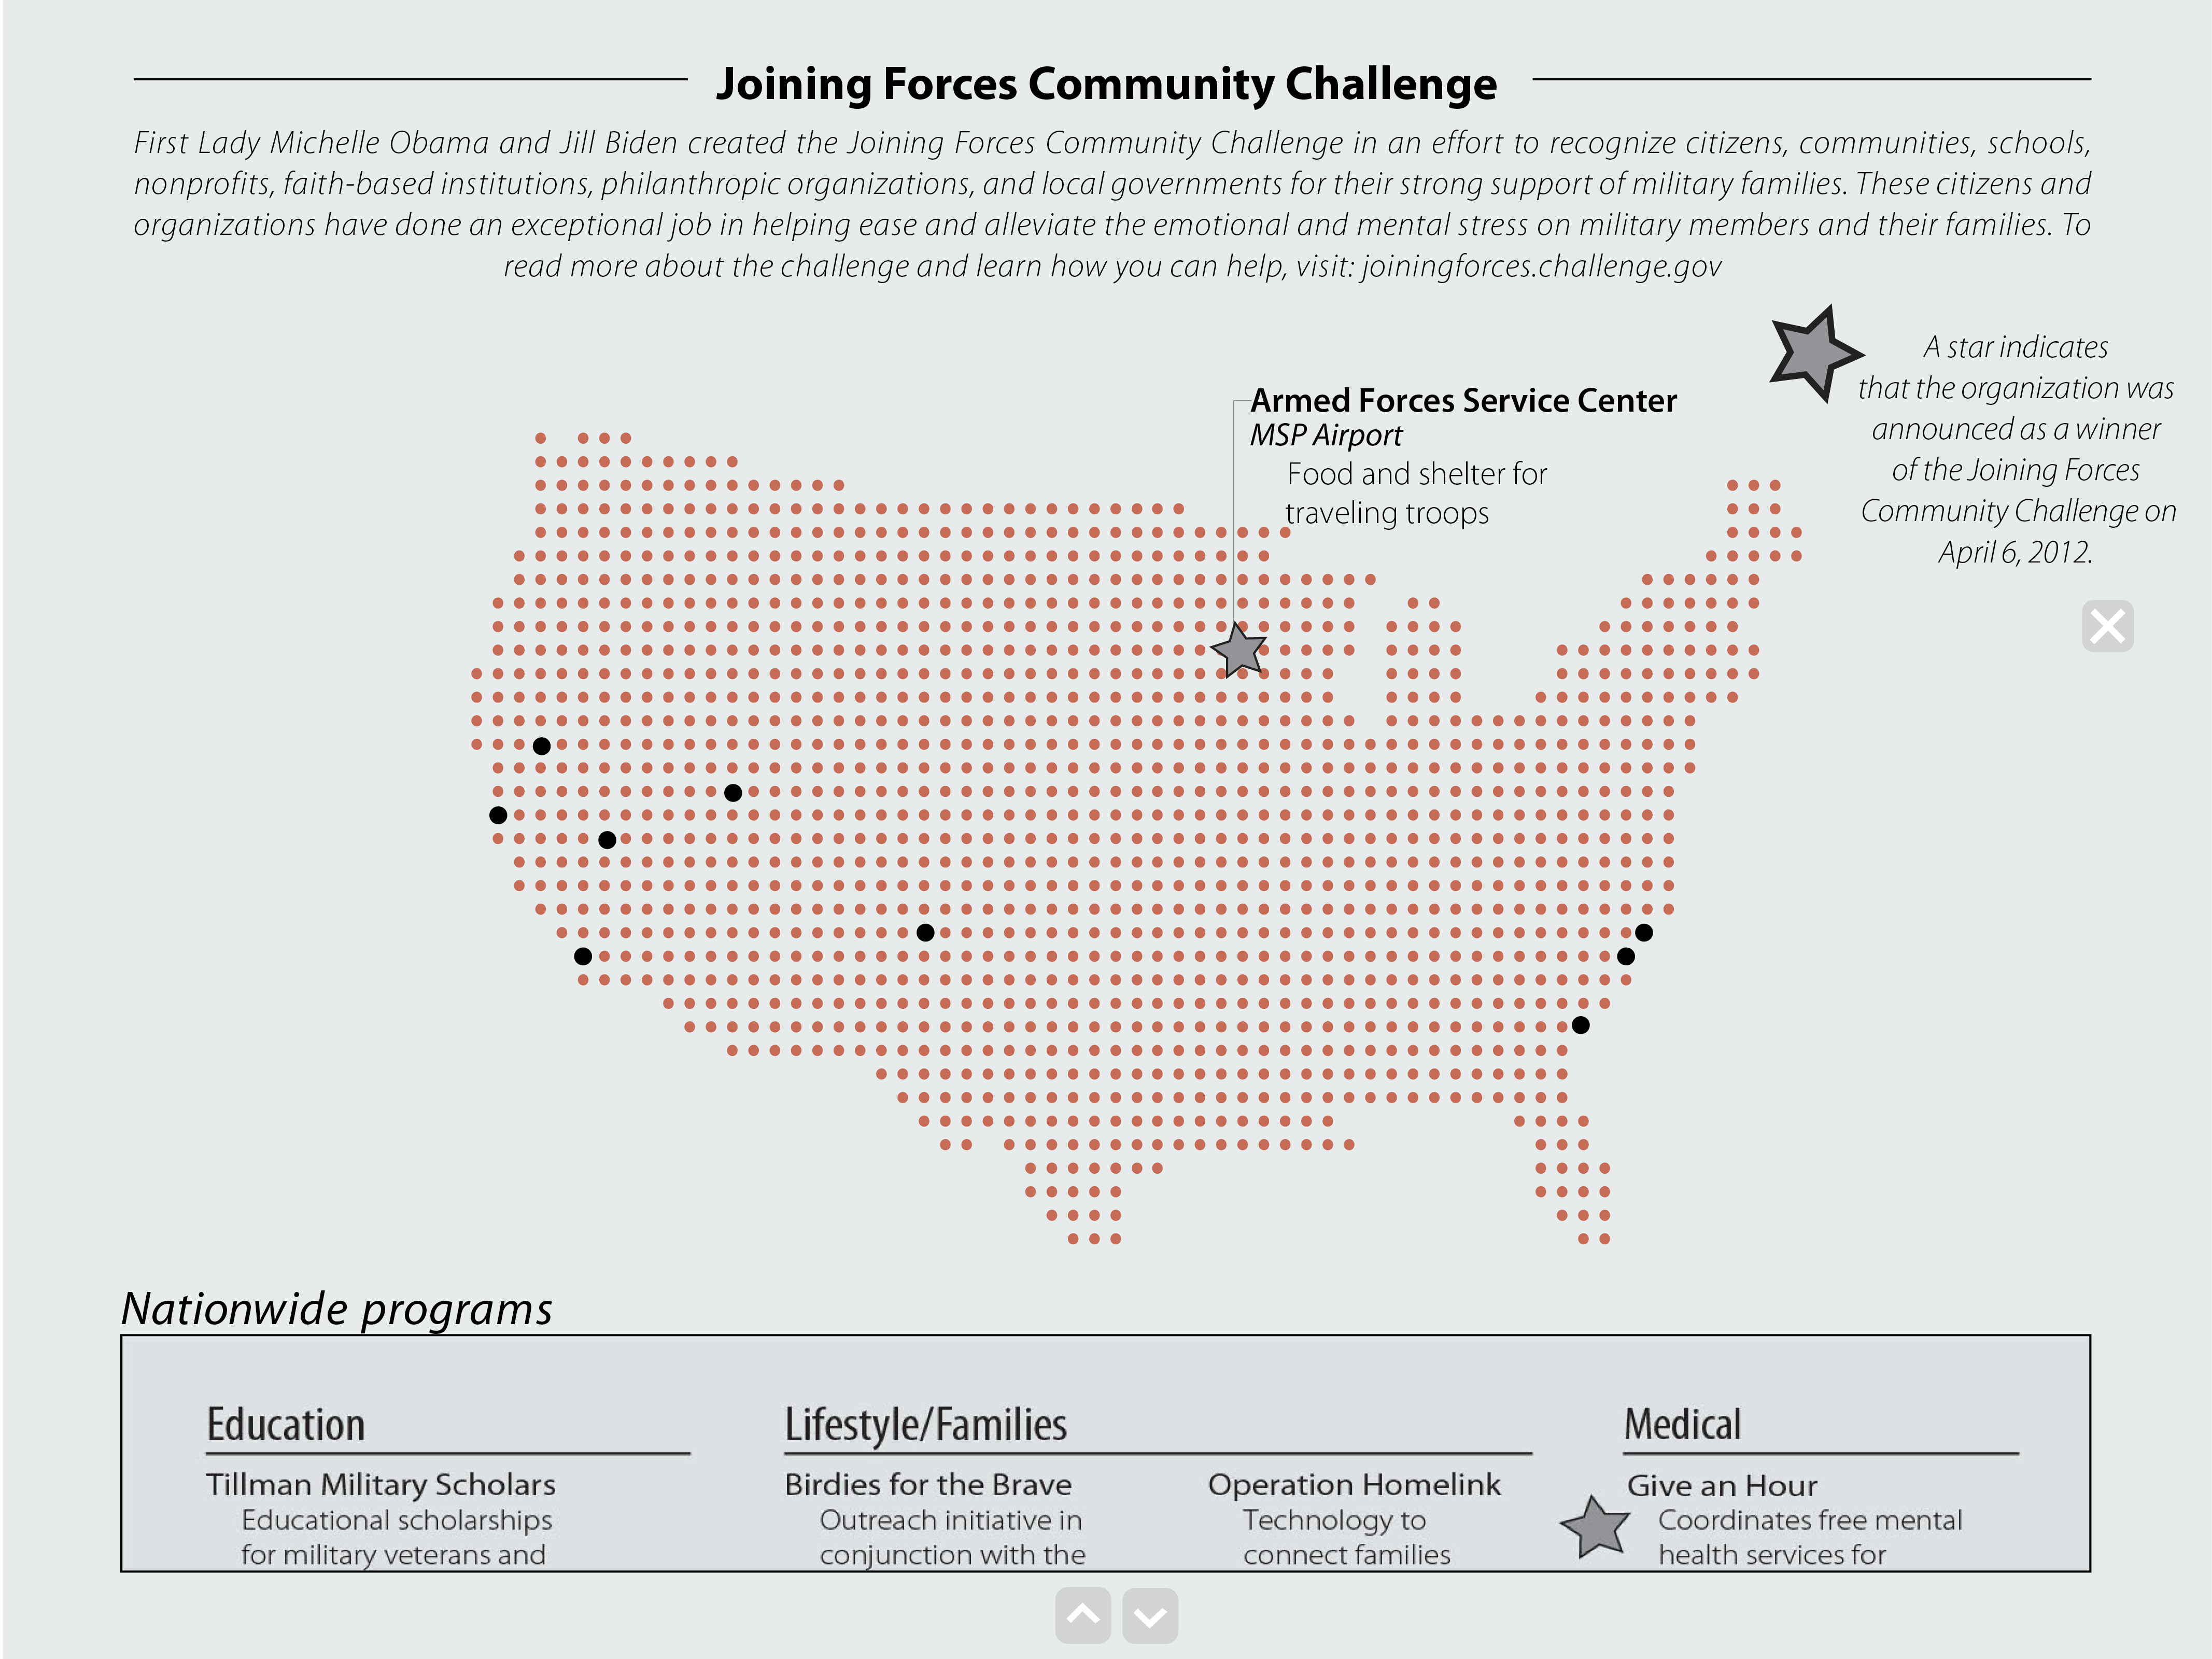 Joining Forces Community Challenge
First Lady Michelle Obama and Jill Biden created the Joining Forces Community Challenge in an effort to recognize citizens, communities, schools,
nonprofits, faith-based institutions, philanthropic organizations, and local governments for their strong support of military families. These citizens and
organizations have done an exceptional job in helping ease and alleviate the emotional and mental stress on military members and their families. To
read more about the challenge and learn how you can help, visit: joiningforces.challenge.gov
A star indicates
that the organization was
announced as a winner
of the Joining Forces
Community Challenge on
April 6, 2012.
Armed Forces Service Center
MSP Airport
Food and shelter for
traveling troops
Nationwide programs
Education
Tillman Military Scholars
Educational scholarships
for military veterans and
Lifestyle/Families
Birdies for the Brave
Outreach initiative in
conjunction with the
Operation Homelink
Technology to
connect families
Medical
Give an Hour
Coordinates free mental
health services for